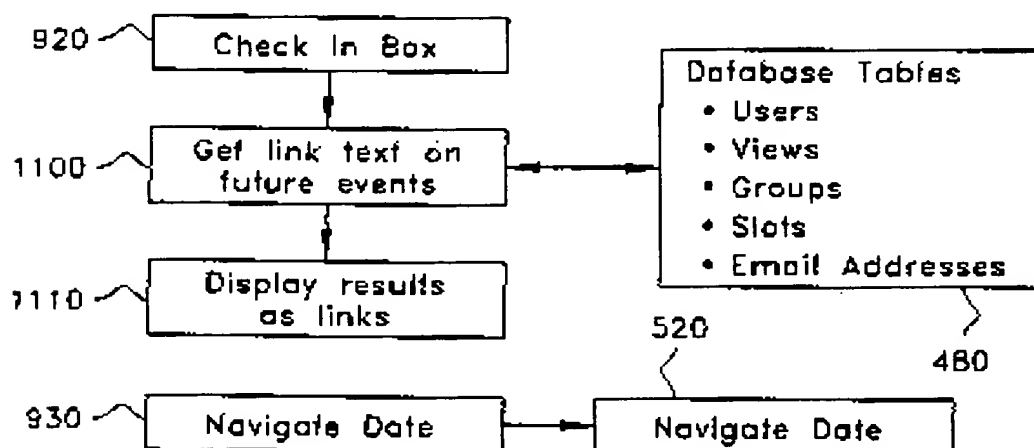 920
Check In Box
1100
Get link text on
future events
Database Tables
• Users
• Views
• Groups
• Slots
• Email Addresses
480
1110
Display results
as links
930
Navigate Date
520
Navigate Date